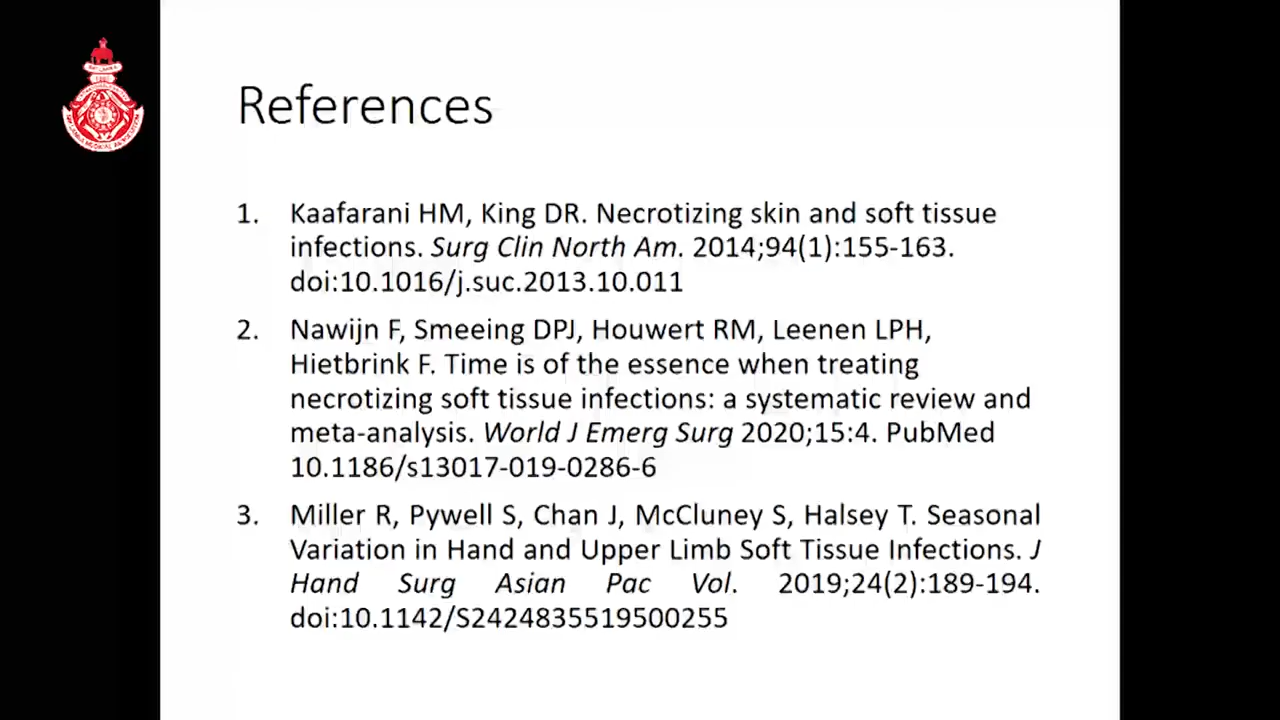 References
1. Kaafarani HM, King DR. Necrotizing skin and soft tissue
infections. Surg Clin North Am. 2014;94(1):155-163.
doi:10.1016/j.suc.2013.10.011
2. Nawijn F, Smeeing DPJ, Houwert RM, Leenen LPH,
Hietbrink F. Time is of the essence when treating
necrotizing soft tissue infections: a systematic review and
meta-analysis. World J Emerg Surg 2020;15:4. PubMed
10.1186/s13017-019-0286-6
3. Miller R, Pywell S, Chan J, McCluney S, Halsey T. Seasonal
Variation in Hand and Upper Limb Soft Tissue Infections. J
Hand Surg Asian Pac Vol. 2019;24(2):189-194.
doi:10.1142/S2424835519500255